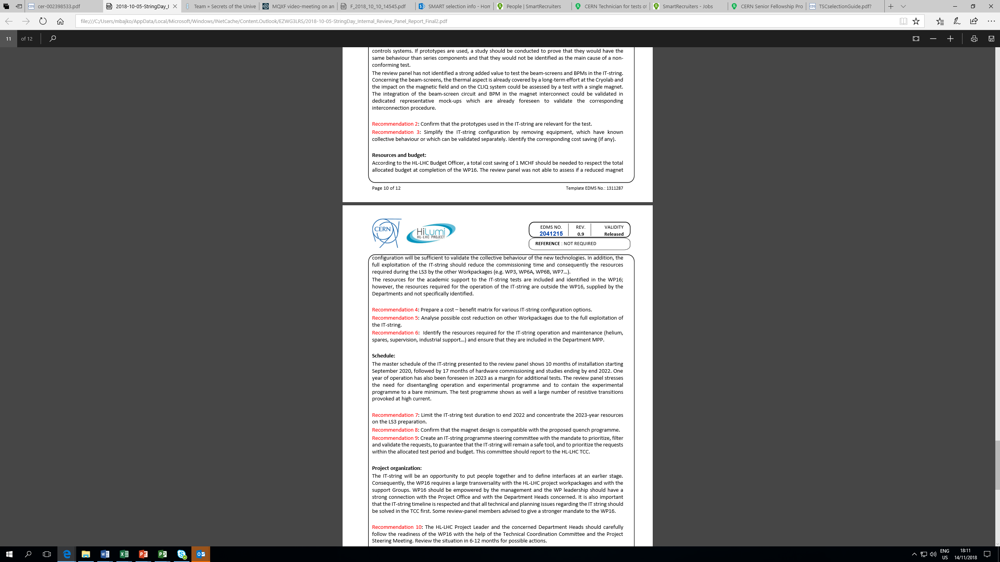 cer-002398533.pdf
2018-10-05-StringDay_I
Team » Secrets of the Unive
MQXF video-meeting on an
F_2018_10_10_14545.pdf
SMART selection info - Hom
People | SmartRecruiters
CERN Technician for tests of
SmartRecruiters - Jobs
CERN Senior Fellowship Pro
TSCselectionGuide.pdf?
file:///C:/Users/mbajko/AppData/Local/Microsoft/Windows/INetCache/Content.Outlook/EZWG3LRS/2018-10-05-StringDay_Internal_Review_Panel_Report_Final2.pdf
11 of 12
controls systems. If prototypes are used, a study should be conducted to prove that they would have the
same behaviour than series components and that they would not be identified as the main cause of a non-
conforming test.
The review panel has not identified a strong added value to test the beam-screens and BPMs in the IT-string.
Concerning the beam-screens, the thermal aspect is already covered by a long-term effort at the Cryolab and
the impact on the magnetic field and on the CLIQ system could be assessed by a test with a single magnet.
The integration of the beam-screen circuit and BPM in the magnet interconnect could be validated in
dedicated representative mock-ups which are already foreseen to validate the corresponding
interconnection procedure.
Recommendation 2: Confirm that the prototypes used in the IT-string are relevant for the test.
Recommendation 3: Simplify the IT-string configuration by removing equipment, which have known
collective behaviour or which can be validated separately. Identify the corresponding cost saving (if any).
Resources and budget:
According to the HL-LHC Budget Officer, a total cost saving of 1 MCHF should be needed to respect the total
allocated budget at completion of the WP16. The review panel was not able to assess if a reduced magnet
Page 10 of 12
Template EDMS No.: 1311287
CERN
HiLumi
HL-LHC PROJECT
EDMS NO. REV. VALIDITY
2041215 0.9 Released
REFERENCE : NOT REQUIRED
configuration will be sufficient to validate the collective behaviour of the new technologies. In addition, the
full exploitation of the IT-string should reduce the commissioning time and consequently the resources
required during the LS3 by the other Workpackages (e.g. WP3, WP6A, WP6B, WP7…).
The resources for the academic support to the IT-string tests are included and identified in the WP16;
however, the resources required for the operation of the IT-string are outside the WP16, supplied by the
Departments and not specifically identified.
Recommendation 4: Prepare a cost – benefit matrix for various IT-string configuration options.
Recommendation 5: Analyse possible cost reduction on other Workpackages due to the full exploitation of
the IT-string.
Recommendation 6: Identify the resources required for the IT-string operation and maintenance (helium,
spares, supervision, industrial support…) and ensure that they are included in the Department MPP.
Schedule:
The master schedule of the IT-string presented to the review panel shows 10 months of installation starting
September 2020, followed by 17 months of hardware commissioning and studies ending by end 2022. One
year of operation has also been foreseen in 2023 as a margin for additional tests. The review panel stresses
the need for disentangling operation and experimental programme and to contain the experimental
programme to a bare minimum. The test programme shows as well a large number of resistive transitions
provoked at high current.
Recommendation 7: Limit the IT-string test duration to end 2022 and concentrate the 2023-year resources
on the LS3 preparation.
Recommendation 8: Confirm that the magnet design is compatible with the proposed quench programme.
Recommendation 9: Create an IT-string programme steering committee with the mandate to prioritize, filter
and validate the requests, to guarantee that the IT-string will remain a safe tool, and to prioritize the requests
within the allocated test period and budget. This committee should report to the HL-LHC TCC.
Project organization:
The IT-string will be an opportunity to put people together and to define interfaces at an earlier stage.
Consequently, the WP16 requires a large transversality with the HL-LHC project workpackages and with the
support Groups. WP16 should be empowered by the management and the WP leadership should have a
strong connection with the Project Office and with the Department Heads concerned. It is also important
that the IT-string timeline is respected and that all technical and planning issues regarding the IT string should
be solved in the TCC first. Some review-panel members advised to give a stronger mandate to the WP16.
Recommendation 10: The HL-LHC Project Leader and the concerned Department Heads should carefully
follow the readiness of the WP16 with the help of the Technical Coordination Committee and the Project
Steering Meeting. Review the situation in 6-12 months for possible actions.
ENG
US
18:11
14/11/2018